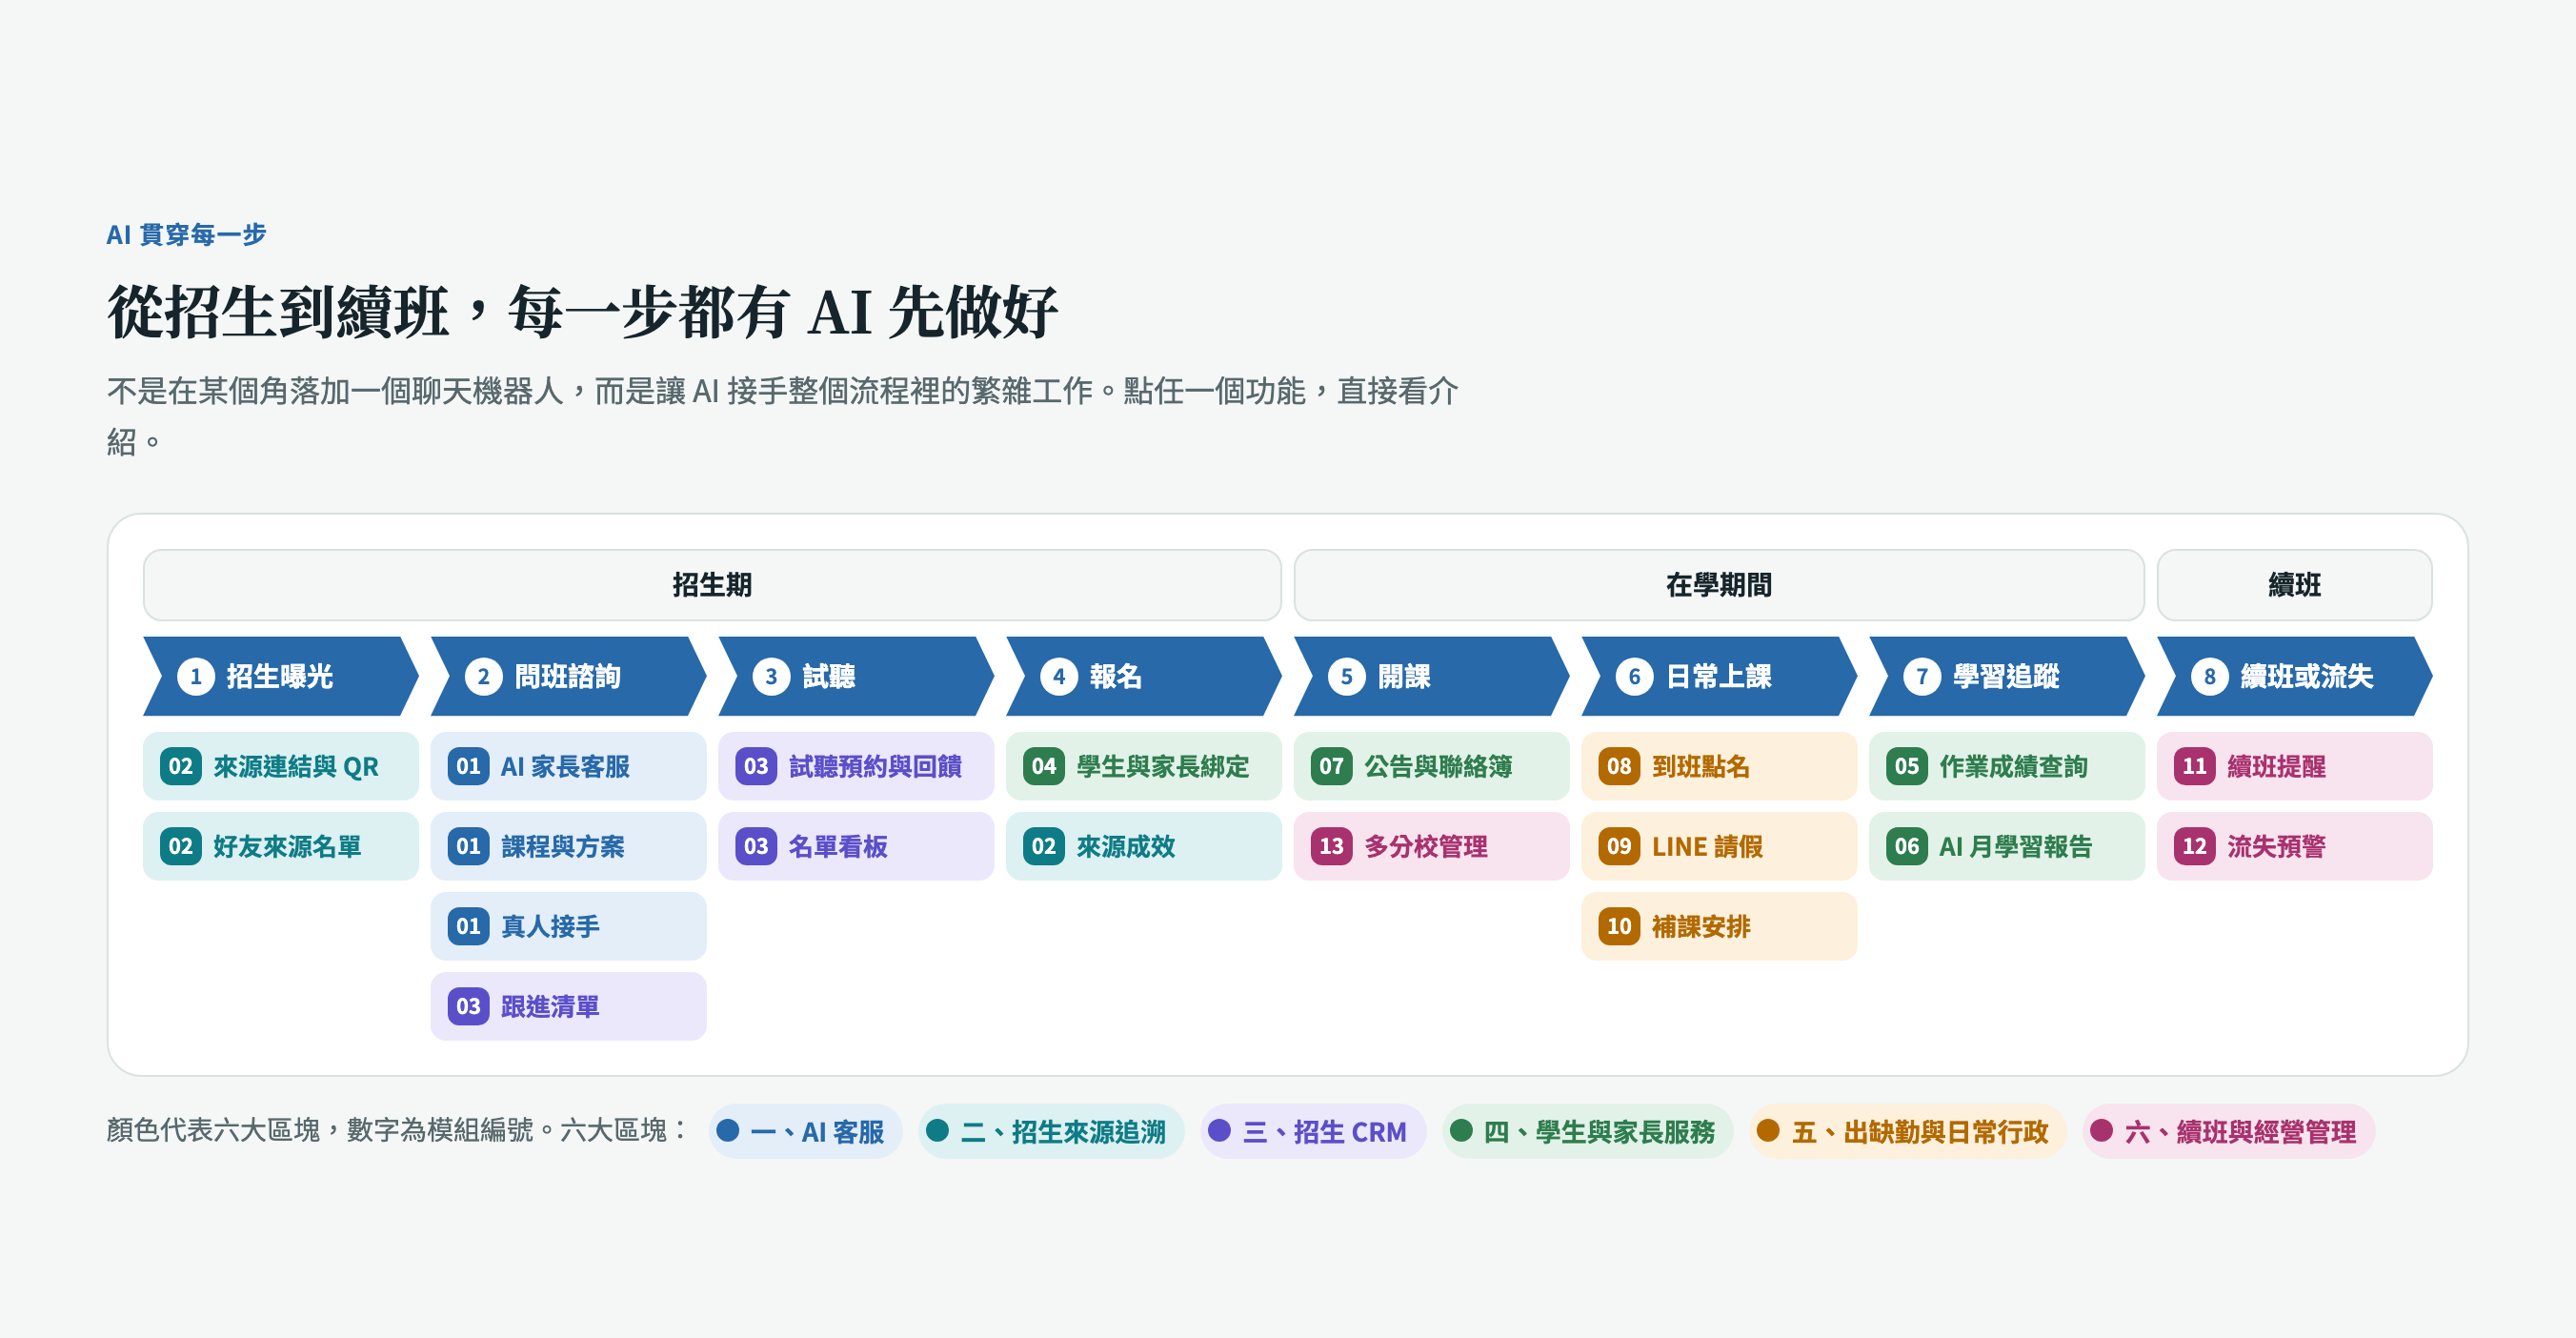 AI 貫穿每一步
從招生到續班，每一步都有 AI 先做好
不是在某個角落加一個聊天機器人，而是讓 AI 接手整個流程裡的繁雜工作。點任一個功能，直接看介
紹。
招生期
在學期間
續班
1 招生曝光
2 問班諮詢
3 試聽
4 報名
5 開課
6 日常上課
7 學習追蹤
8 續班或流失
02 來源連結與 QR
01 AI 家長客服
03 試聽預約與回饋
04 學生與家長綁定
07 公告與聯絡簿
08 到班點名
05 作業成績查詢
11 續班提醒
02 好友來源名單
01 課程與方案
03 名單看板
02 來源成效
13 多分校管理
09 LINE 請假
06 AI 月學習報告
12 流失預警
01 真人接手
10 補課安排
03 跟進清單
顏色代表六大區塊，數字為模組編號。六大區塊：
一、AI 客服
二、招生來源追溯
三、招生 CRM
四、學生與家長服務
五、出缺勤與日常行政
六、續班與經營管理